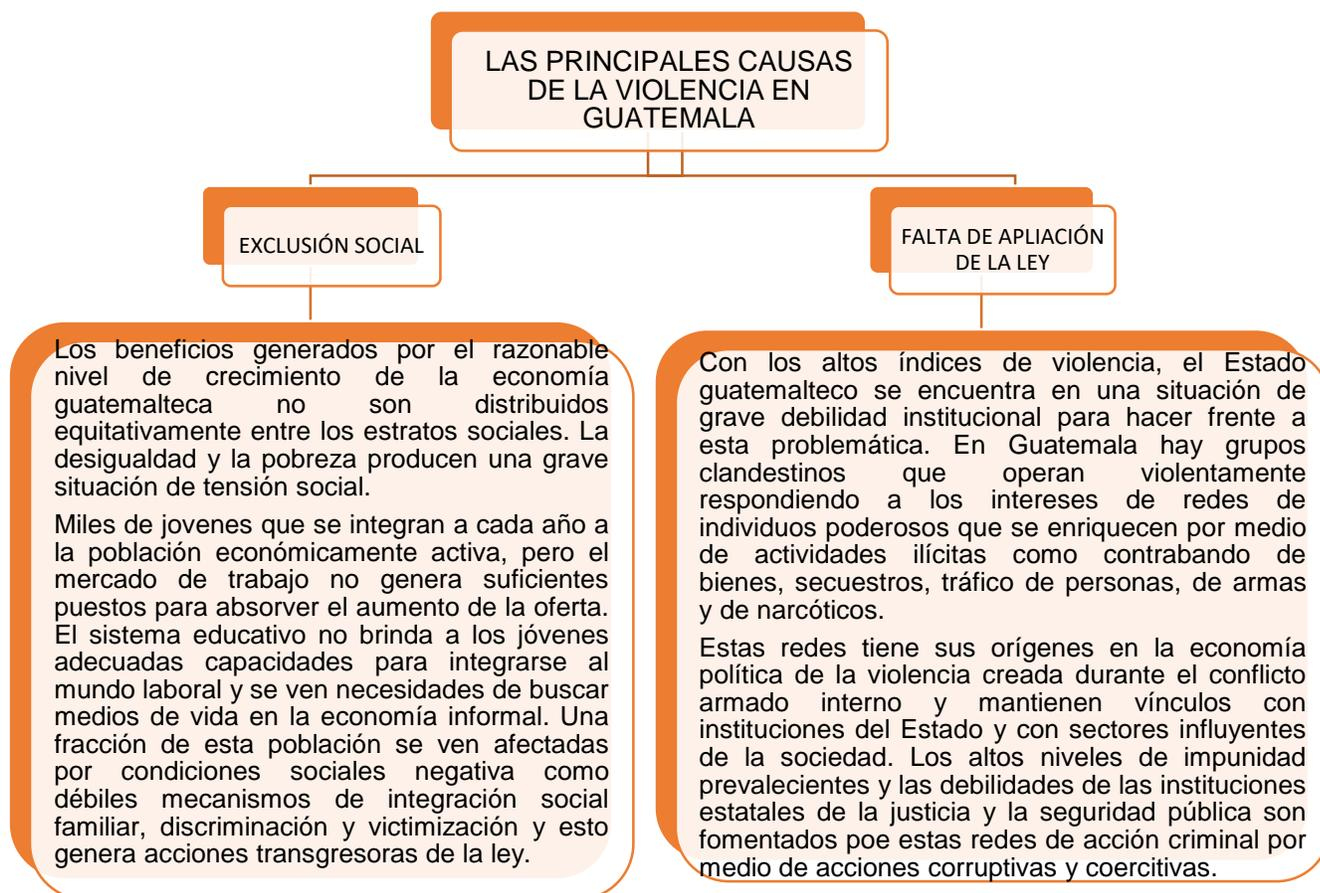 LAS PRINCIPALES CAUSAS
DE LA VIOLENCIA EN
GUATEMALA
EXCLUSIÓN SOCIAL
FALTA DE APLIACIÓN
DE LA LEY
Los beneficios generados por el razonable
nivel de crecimiento de la economía
guatemalteca no son distribuidos
equitativamente entre los estratos sociales. La
desigualdad y la pobreza producen una grave
situación de tensión social.
Miles de jovenes que se integran a cada año a
la población económicamente activa, pero el
mercado de trabajo no genera suficientes
puestos para absorver el aumento de la oferta.
El sistema educativo no brinda a los jóvenes
adecuadas capacidades para integrarse al
mundo laboral y se ven necesidades de buscar
medios de vida en la economía informal. Una
fracción de esta población se ven afectadas
por condiciones sociales negativa como
débiles mecanismos de integración social
familiar, discriminación y victimización y esto
genera acciones transgresoras de la ley.
Con los altos índices de violencia, el Estado
guatemalteco se encuentra en una situación de
grave debilidad institucional para hacer frente a
esta problemática. En Guatemala hay grupos
clandestinos que operan violentamente
respondiendo a los intereses de redes de
individuos poderosos que se enriquecen por medio
de actividades ilícitas como contrabando de
bienes, secuestros, tráfico de personas, de armas
y de narcóticos.
Estas redes tiene sus orígenes en la economía
política de la violencia creada durante el conflicto
armado interno y mantienen vínculos con
instituciones del Estado y con sectores influyentes
de la sociedad. Los altos niveles de impunidad
prevalecientes y las debilidades de las instituciones
estatales de la justicia y la seguridad pública son
fomentados poe estas redes de acción criminal por
medio de acciones corruptivas y coercitivas.